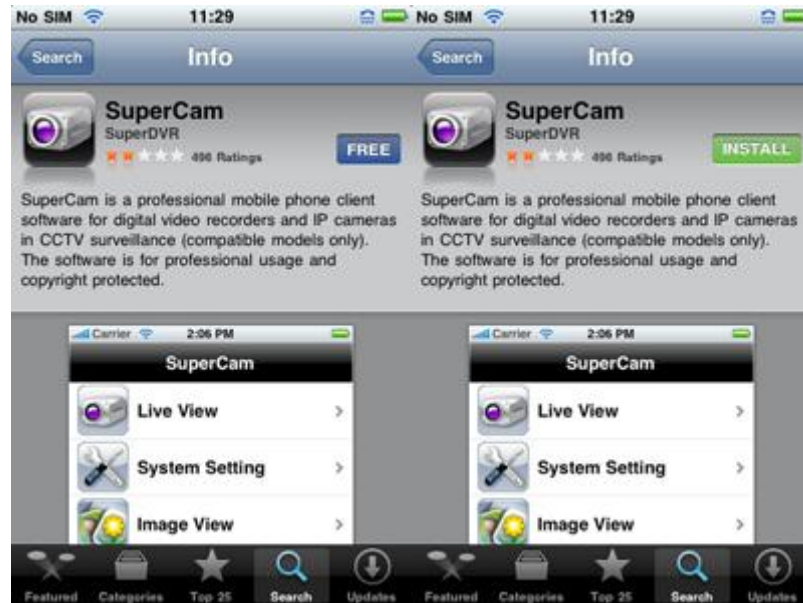 No SIM 11:29
Search Info
SuperCam
SuperDVR
496 Ratings
FREE
SuperCam is a professional mobile phone client
software for digital video recorders and IP cameras
in CCTV surveillance (compatible models only).
The software is for professional usage and
copyright protected.
Carrier 2:06 PM
SuperCam
Live View
System Setting
Image View
Featured Categories Top 25 Search Updates
No SIM 11:29
Search Info
SuperCam
SuperDVR
496 Ratings
INSTALL
SuperCam is a professional mobile phone client
software for digital video recorders and IP cameras
in CCTV surveillance (compatible models only).
The software is for professional usage and
copyright protected.
Carrier 2:06 PM
SuperCam
Live View
System Setting
Image View
Featured Categories Top 25 Search Updates